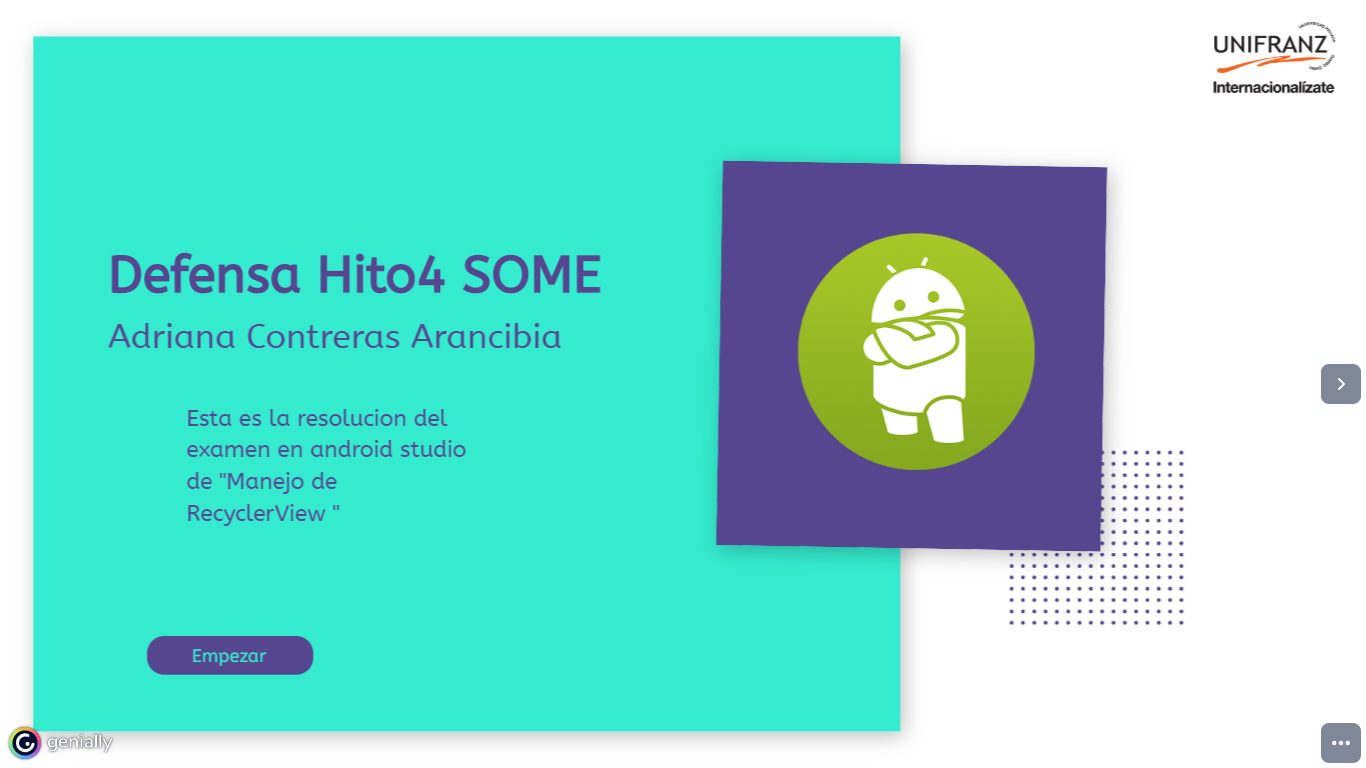 UNIFRANZ
Internacionalízate
Defensa Hito4 SOME
Adriana Contreras Arancibia
Esta es la resolucion del
examen en android studio
de "Manejo de
RecyclerView "
Empezar
genially